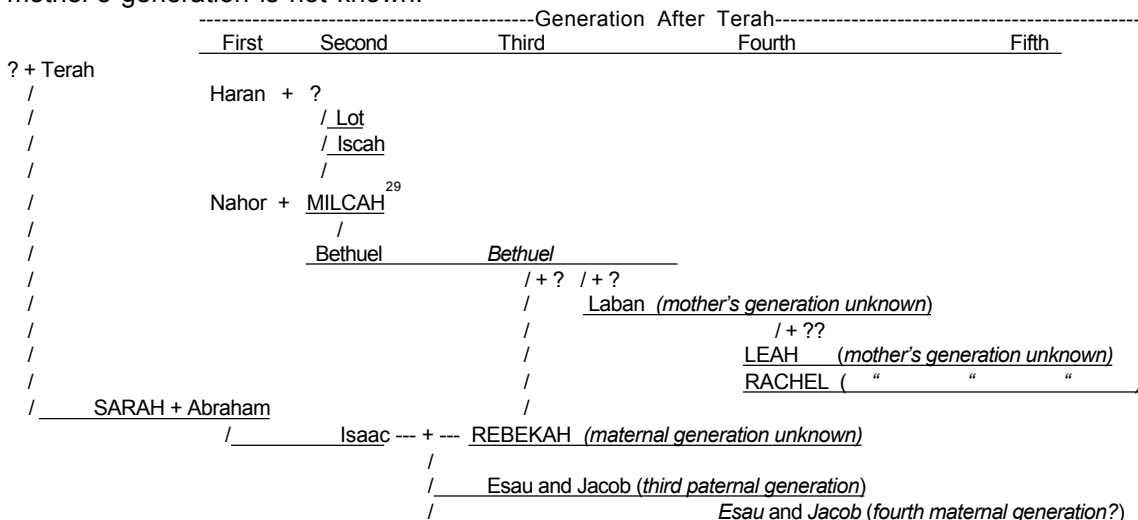 mother's generation is not known.
--------------------------------------------Generation After Terah------------------------------------------------
First Second Third Fourth Fifth
? + Terah
/ Haran + ?
/ / Lot
/ / Iscah
/ /
/ Nahor + MILCAH29
/ /
/ Bethuel Bethuel
/ / + ? / + ?
/ / Laban (mother's generation unknown)
/ / / + ??
/ / LEAH (mother's generation unknown)
/ / RACHEL ( “ “ “ )
/ SARAH + Abraham /
/ Isaac --- + --- REBEKAH (maternal generation unknown)
/
/ Esau and Jacob (third paternal generation)
/ Esau and Jacob (fourth maternal generation?)